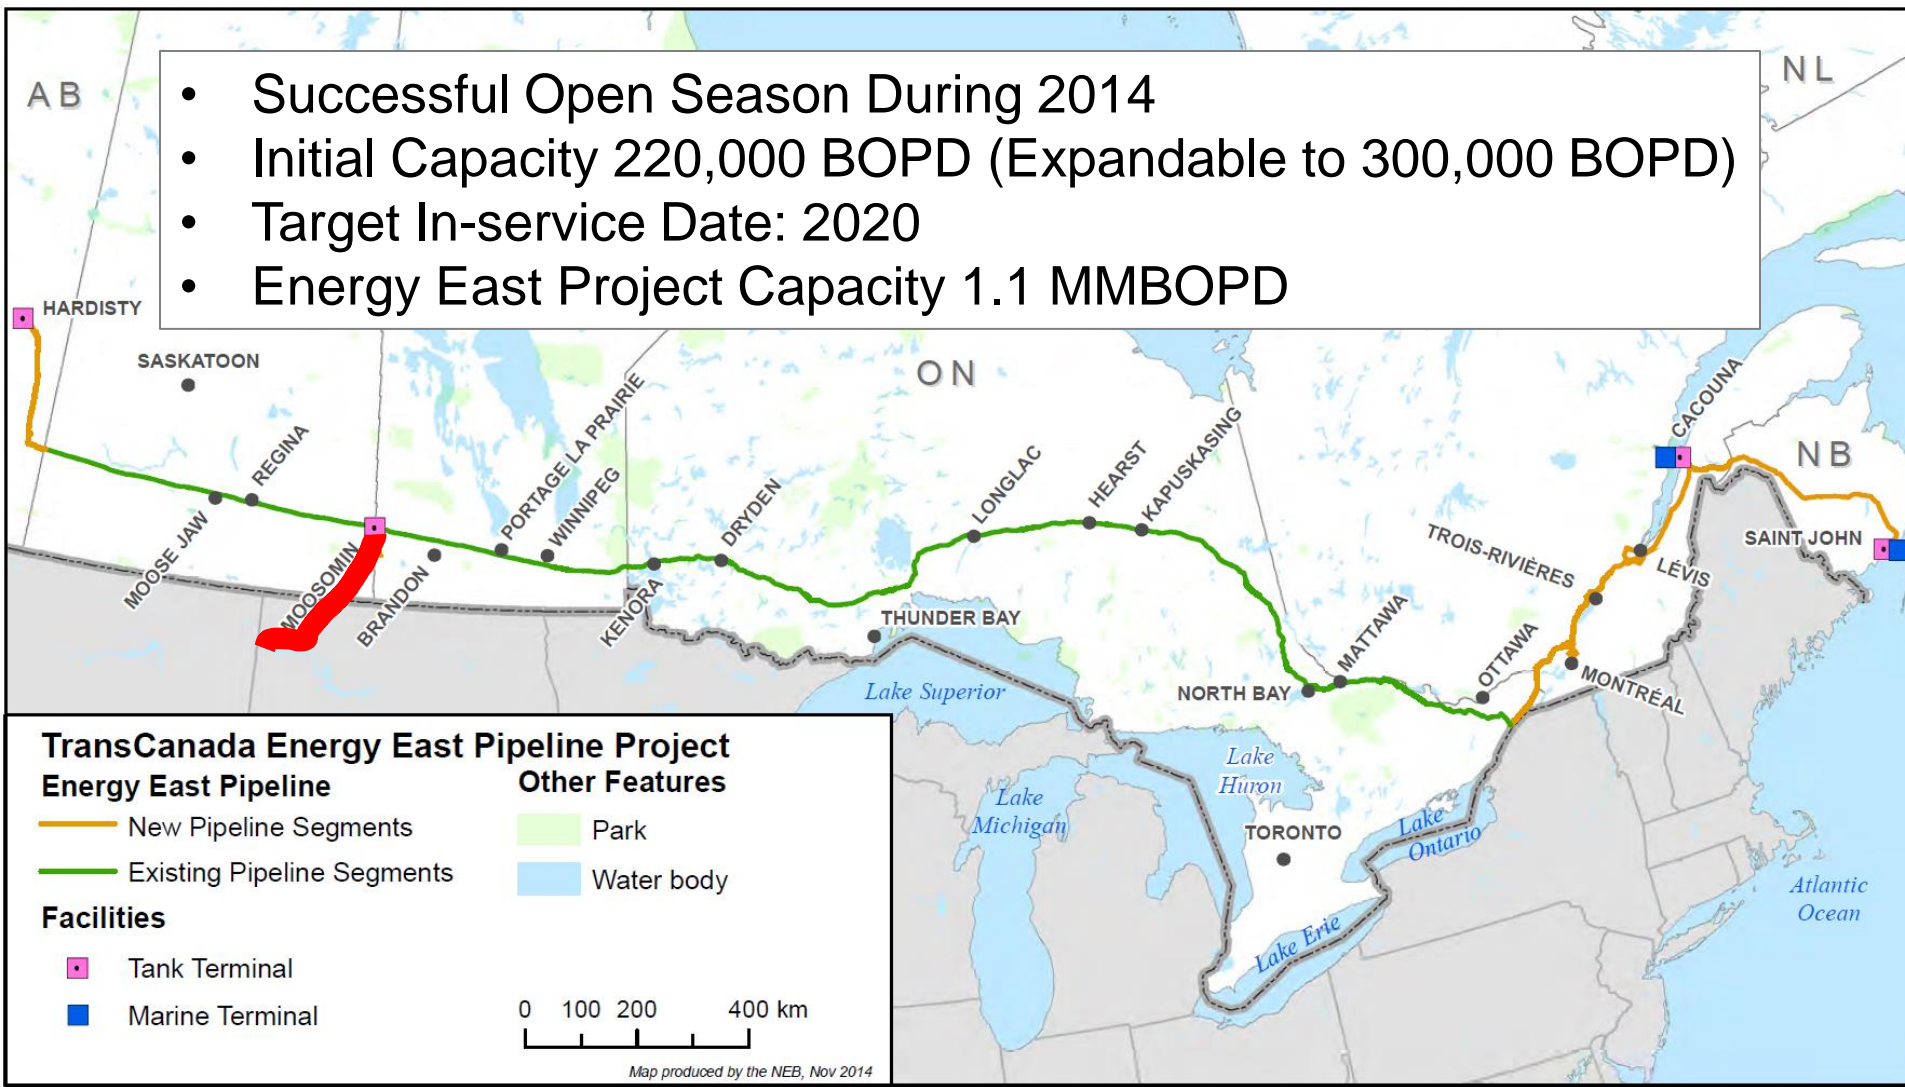 • Successful Open Season During 2014
• Initial Capacity 220,000 BOPD (Expandable to 300,000 BOPD)
• Target In-service Date: 2020
• Energy East Project Capacity 1.1 MMBOPD
AB
NL
HARDISTY
SASKATOON
ON
CACOUNA
NB
REGINA
PORTAGE LA PRAIRIE
WINNIPEG
DRYDEN
LONGLAC
HEARST
KAPUSKASING
MOOSE JAW
MOOSOMIN
BRANDON
KENORA
THUNDER BAY
TROIS-RIVIÈRES
LÉVIS
SAINT JOHN
MATTAWA
OTTAWA
NORTH BAY
MONTRÉAL
Lake Superior
Lake
Huron
Lake
Michigan
TORONTO
Lake
Ontario
Lake Erie
Atlantic
Ocean
TransCanada Energy East Pipeline Project
Energy East Pipeline
New Pipeline Segments
Existing Pipeline Segments
Facilities
Tank Terminal
Marine Terminal
Other Features
Park
Water body
0 100 200 400 km
Map produced by the NEB, Nov 2014